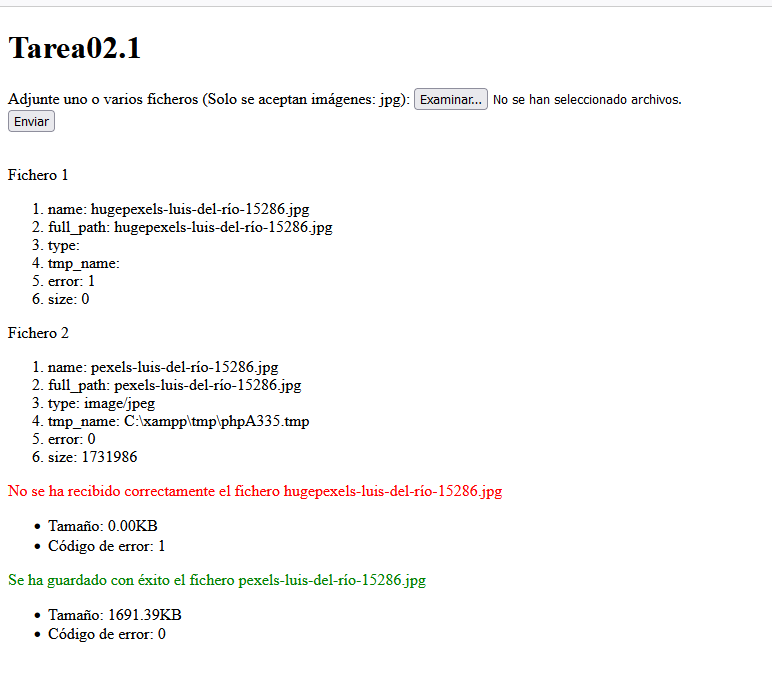 Tarea02.1
Adjunte uno o varios ficheros (Solo se aceptan imágenes: jpg): Examinar... No se han seleccionado archivos.
Enviar
Fichero 1
1. name: hugepexels-luis-del-río-15286.jpg
2. full_path: hugepexels-luis-del-río-15286.jpg
3. type:
4. tmp_name:
5. error: 1
6. size: 0
Fichero 2
1. name: pexels-luis-del-río-15286.jpg
2. full_path: pexels-luis-del-río-15286.jpg
3. type: image/jpeg
4. tmp_name: C:\xampp\tmp\phpA335.tmp
5. error: 0
6. size: 1731986
No se ha recibido correctamente el fichero hugepexels-luis-del-río-15286.jpg
• Tamaño: 0.00KB
• Código de error: 1
Se ha guardado con éxito el fichero pexels-luis-del-río-15286.jpg
• Tamaño: 1691.39KB
• Código de error: 0